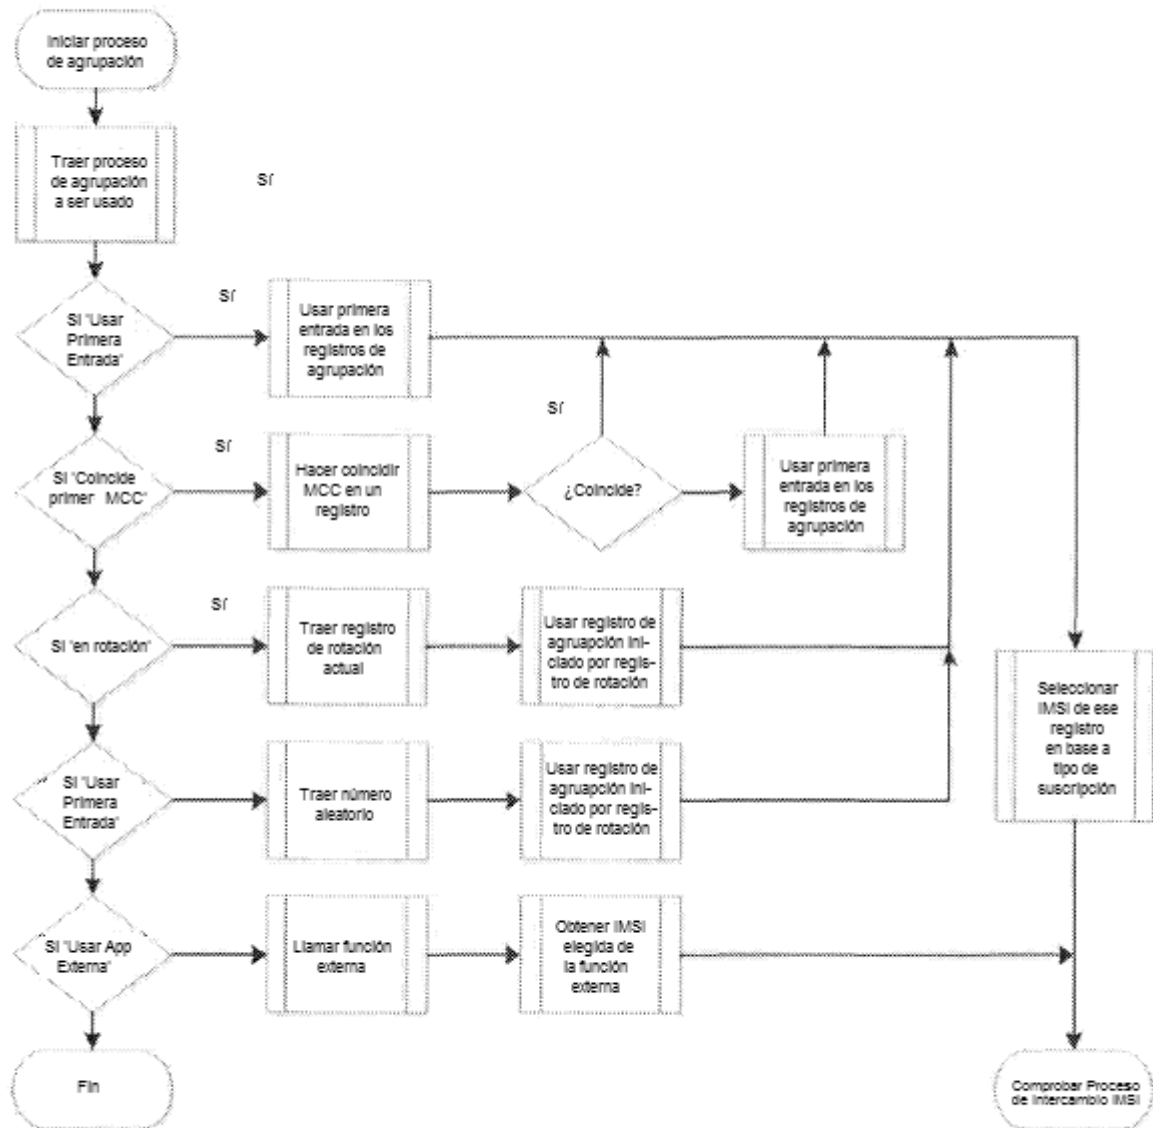 Iniciar proceso
de agrupación
Traer proceso
de agrupación
a ser usado
Sí
Si "Usar
Primera
Entrada"
Sí
Usar primera
entrada en los
registros de
agrupación
Si "Coincide
primer MCC"
Sí
Hacer coincidir
MCC en un
registro
¿Coincide?
Sí
Usar primera
entrada en los
registros de
agrupación
Si "en rotación"
Sí
Traer registro
de rotación
actual
Usar registro de
agruapción ini-
ciado por regis-
tro de rotación
Seleccionar
IMSI de ese
registro
en base a
tipo de
suscripción
Si "Usar
Primera
Entrada"
Traer número
aleatorio
Usar registro de
agruapción ini-
ciado por regis-
tro de rotación
Si "Usar App
Externa"
Llamar función
externa
Obtener IMSI
elegida de
la función
externa
Fin
Comprobar Proceso
de Intercambio IMSI